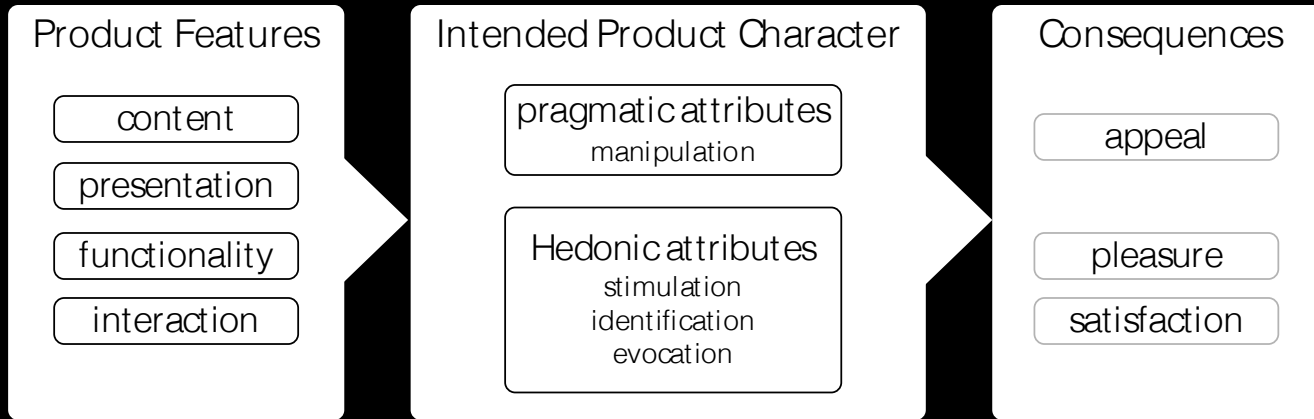 Product Features
content
presentation
functionality
interaction
Intended Product Character
pragmatic attributes
manipulation
Hedonic attributes
stimulation
identification
evocation
Consequences
appeal
pleasure
satisfaction